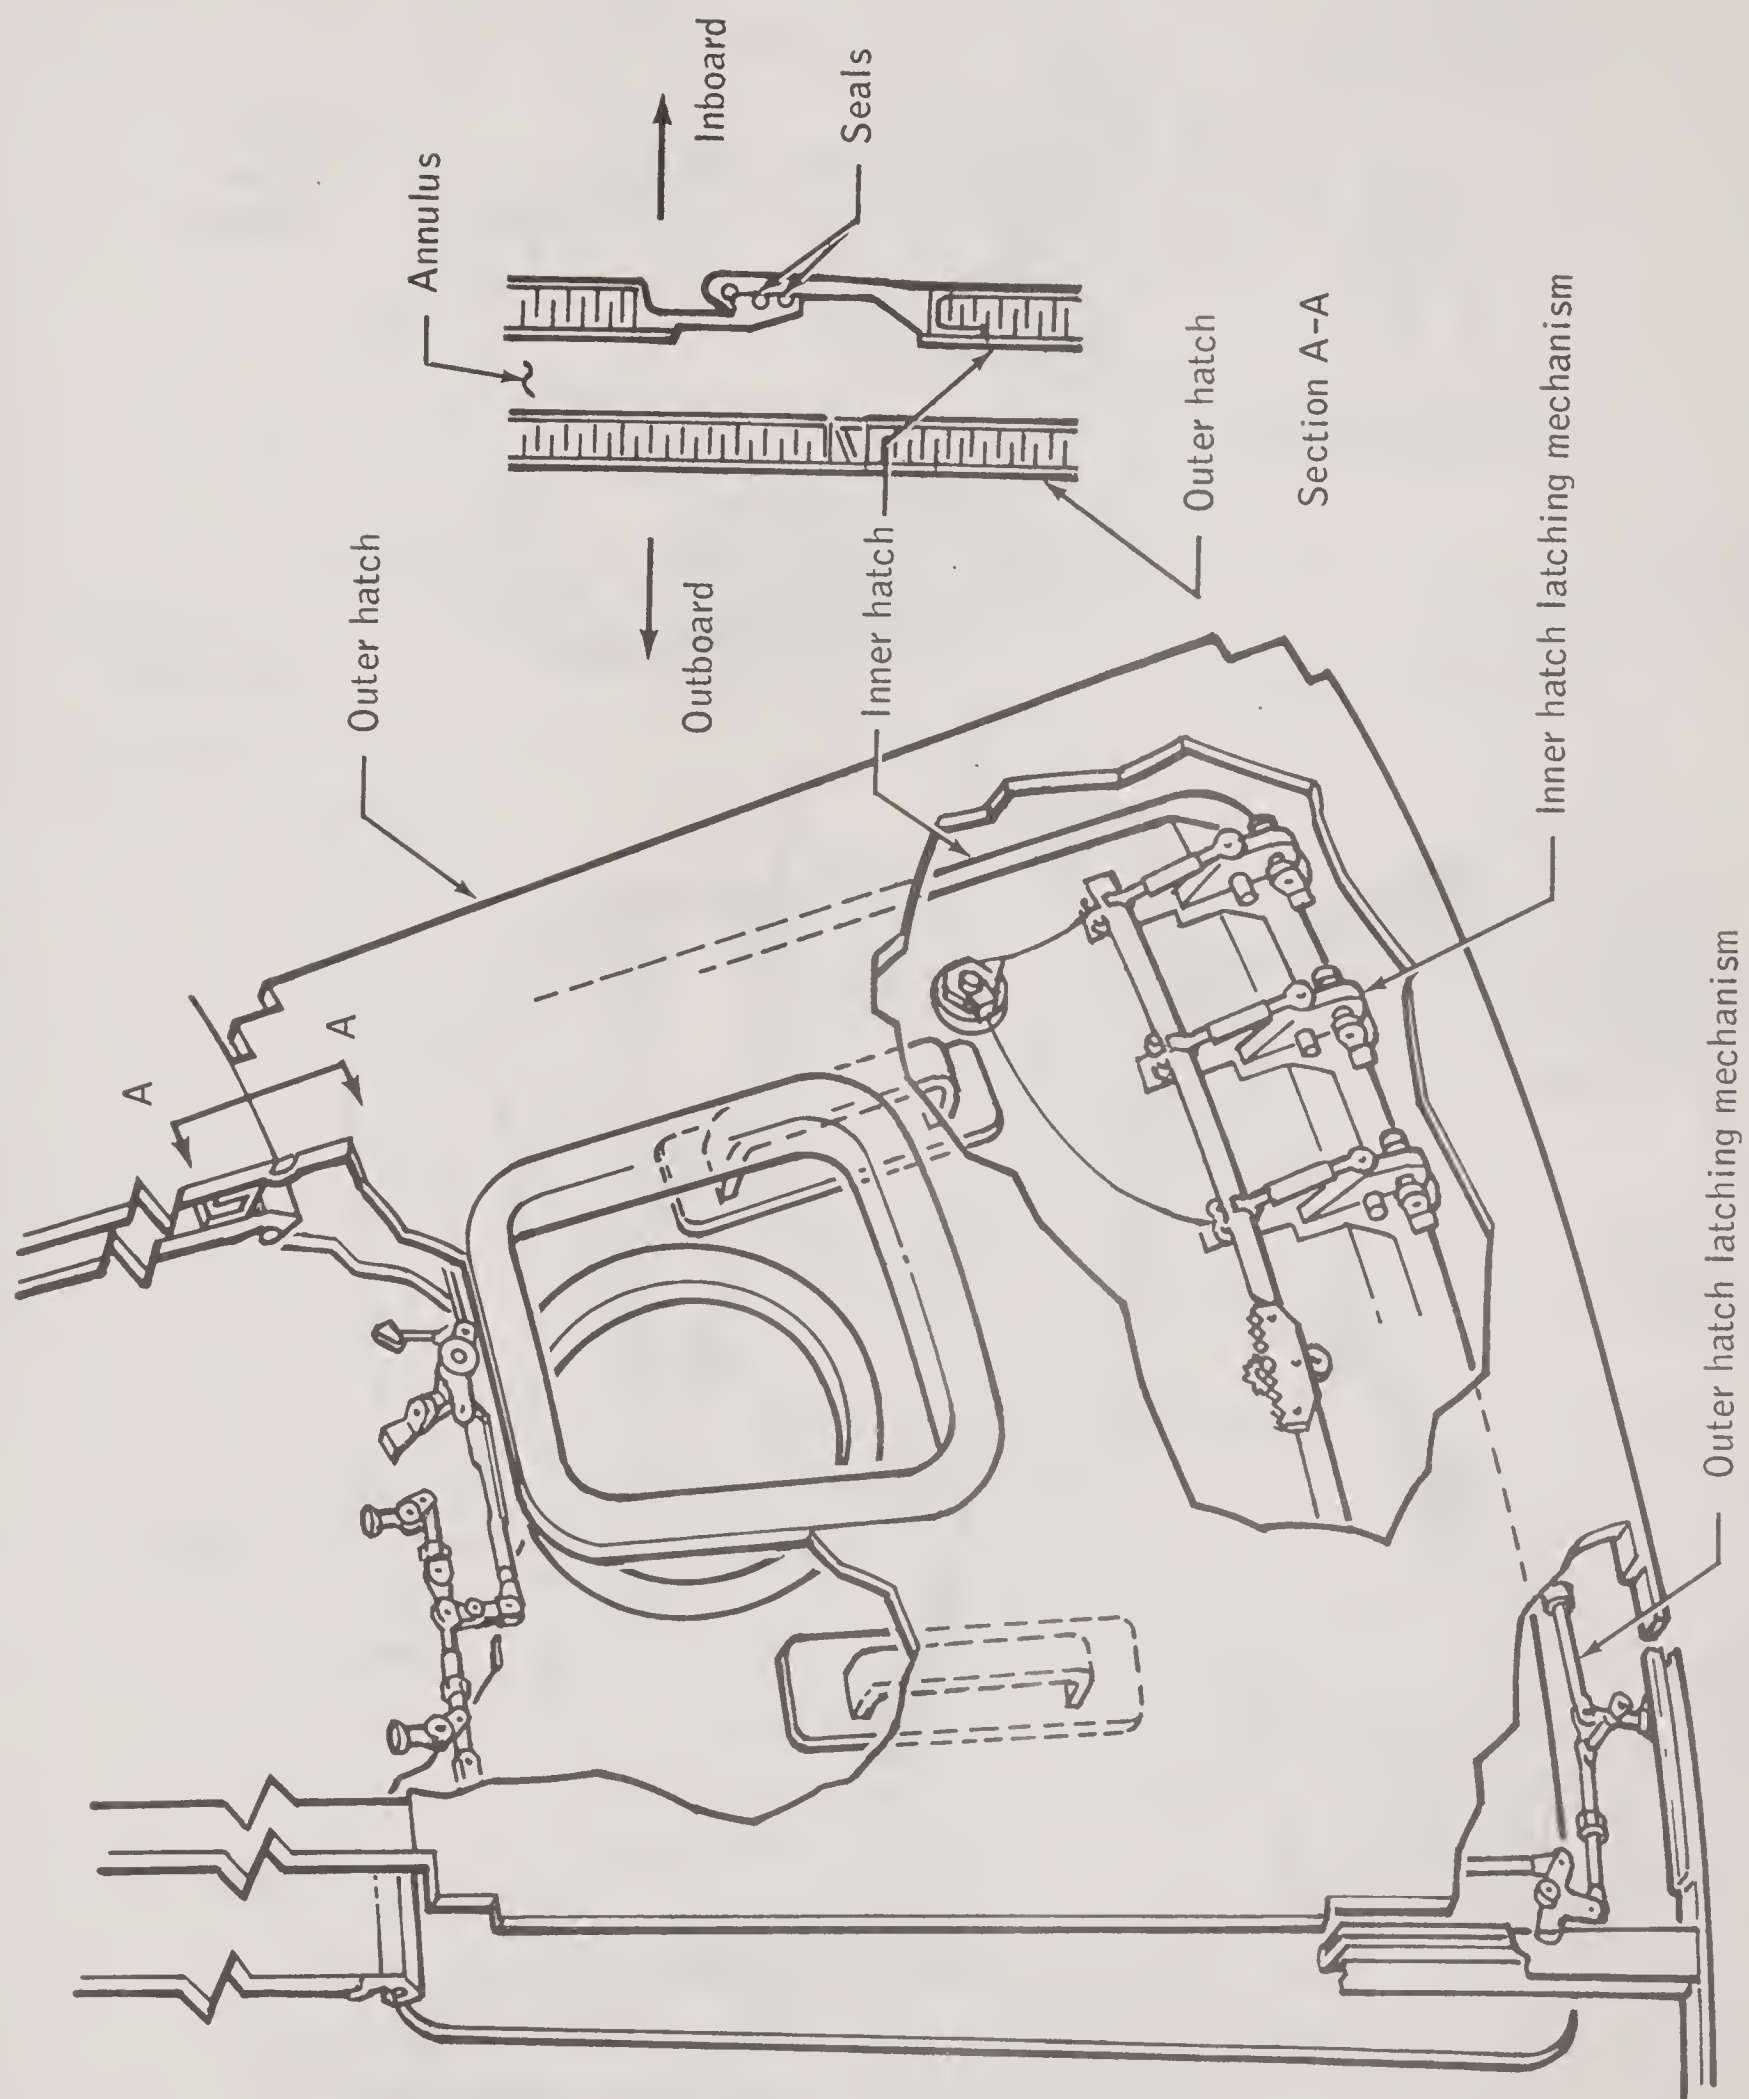 Outer hatch
Outboard
Inner hatch
Annulus
Inboard
Seals
Outer hatch
Section A-A
A
A
Inner hatch latching mechanism
Outer hatch latching mechanism